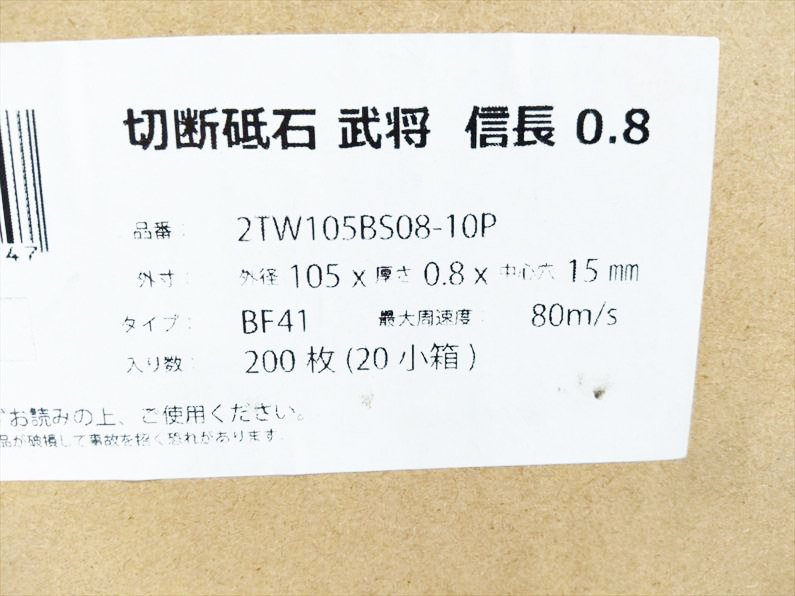 切断砥石 武将 信長 0.8
47
品番: 2TW105BS08-10P
外寸: 外径 105 x 厚さ 0.8 x 中心穴 15 mm
タイプ: BF41 最大周速度: 80m/s
入り数: 200 枚 (20 小箱)
お読みの上、ご使用ください。
品が破損して事故を招く恐れがあります。